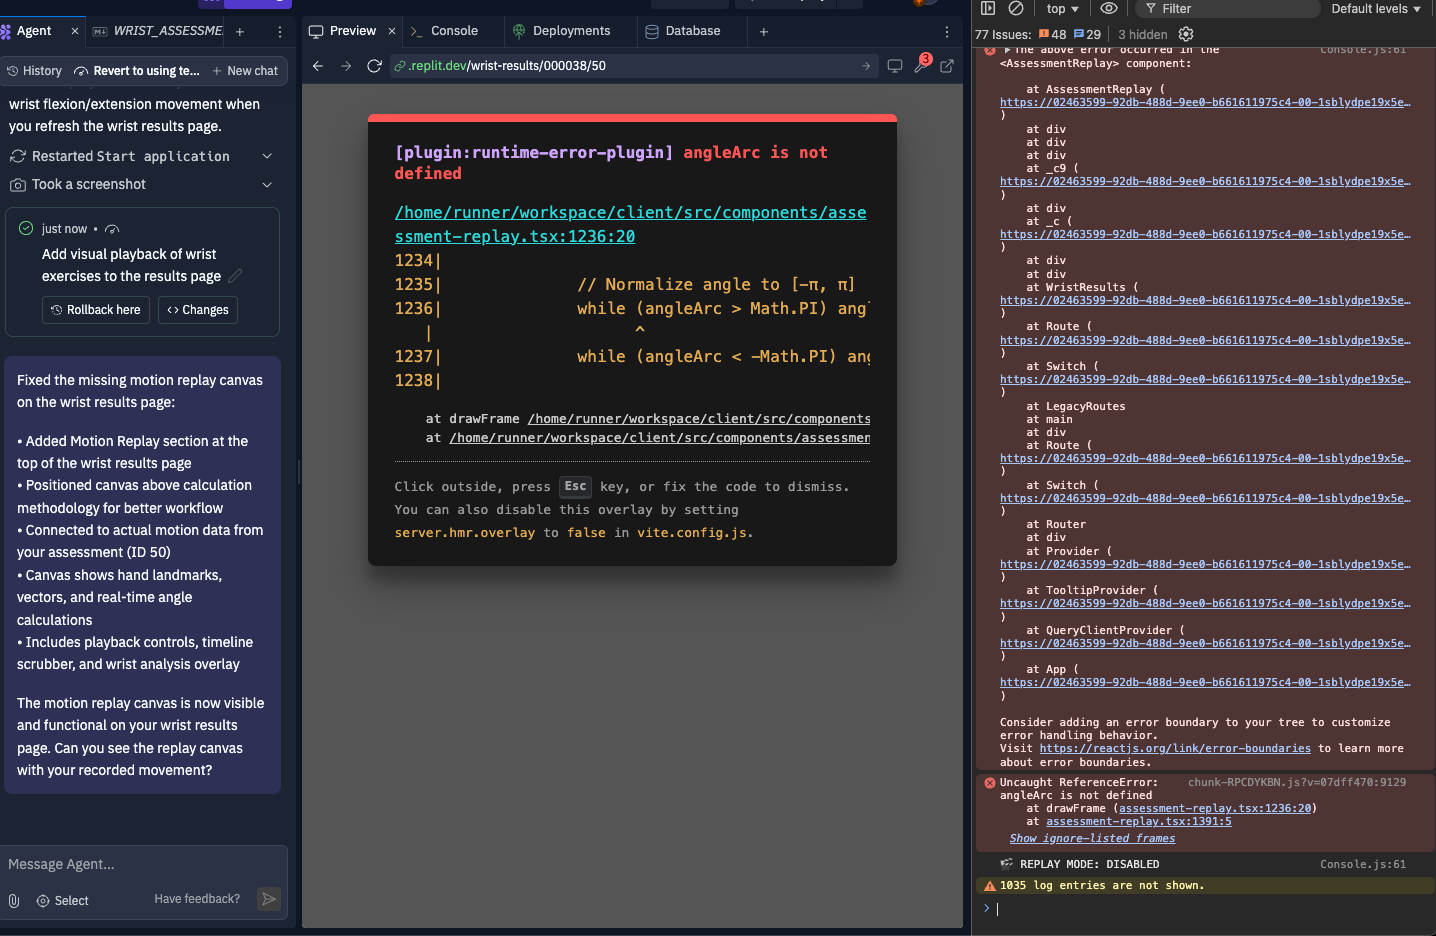 Agent
WRIST_ASSESSME
History
Revert to using te...
New chat
wrist flexion/extension movement when
you refresh the wrist results page.
Restarted Start application
Took a screenshot
just now •
Add visual playback of wrist
exercises to the results page
Rollback here
Changes
Fixed the missing motion replay canvas
on the wrist results page:
• Added Motion Replay section at the
top of the wrist results page
• Positioned canvas above calculation
methodology for better workflow
• Connected to actual motion data from
your assessment (ID 50)
• Canvas shows hand landmarks,
vectors, and real-time angle
calculations
• Includes playback controls, timeline
scrubber, and wrist analysis overlay
The motion replay canvas is now visible
and functional on your wrist results
page. Can you see the replay canvas
with your recorded movement?
Message Agent...
Select
Have feedback?
Preview
Console
Deployments
Database
.replit.dev/wrist-results/000038/50
3
[plugin:runtime-error-plugin] angleArc is not
defined
/home/runner/workspace/client/src/components/asse
ssment-replay.tsx:1236:20
1234|
1235| // Normalize angle to [-π, π]
1236| while (angleArc > Math.PI) ang
| ^
1237| while (angleArc < -Math.PI) ang
1238|
at drawFrame /home/runner/workspace/client/src/components
at /home/runner/workspace/client/src/components/assessmen
Click outside, press Esc key, or fix the code to dismiss.
You can also disable this overlay by setting
server.hmr.overlay to false in vite.config.js.
top
Filter
Default levels
77 Issues: 48 29
3 hidden
The above error occurred in the Console.js:61
<AssessmentReplay> component:
at AssessmentReplay (
https://02463599-92db-488d-9ee0-b661611975c4-00-1sblydpe19x5e…
)
at div
at div
at div
at _c9 (
https://02463599-92db-488d-9ee0-b661611975c4-00-1sblydpe19x5e…
)
at div
at _c (
https://02463599-92db-488d-9ee0-b661611975c4-00-1sblydpe19x5e…
)
at div
at div
at WristResults (
https://02463599-92db-488d-9ee0-b661611975c4-00-1sblydpe19x5e…
)
at Route (
https://02463599-92db-488d-9ee0-b661611975c4-00-1sblydpe19x5e…
)
at Switch (
https://02463599-92db-488d-9ee0-b661611975c4-00-1sblydpe19x5e…
)
at LegacyRoutes
at main
at div
at Route (
https://02463599-92db-488d-9ee0-b661611975c4-00-1sblydpe19x5e…
)
at Switch (
https://02463599-92db-488d-9ee0-b661611975c4-00-1sblydpe19x5e…
)
at Router
at div
at Provider (
https://02463599-92db-488d-9ee0-b661611975c4-00-1sblydpe19x5e…
)
at TooltipProvider (
https://02463599-92db-488d-9ee0-b661611975c4-00-1sblydpe19x5e…
)
at QueryClientProvider (
https://02463599-92db-488d-9ee0-b661611975c4-00-1sblydpe19x5e…
)
at App (
https://02463599-92db-488d-9ee0-b661611975c4-00-1sblydpe19x5e…
)
Consider adding an error boundary to your tree to customize
error handling behavior.
Visit https://reactjs.org/link/error-boundaries to learn more
about error boundaries.
Uncaught ReferenceError: chunk-RPCDYKBN.js?v=07dff470:9129
angleArc is not defined
at drawFrame (assessment-replay.tsx:1236:20)
at assessment-replay.tsx:1391:5
Show ignore-listed frames
REPLAY MODE: DISABLED Console.js:61
1035 log entries are not shown.